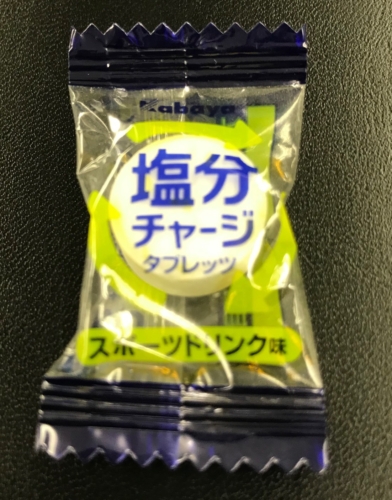 Kabaya
塩分
チャージ
タブレッツ
スポーツドリンク味